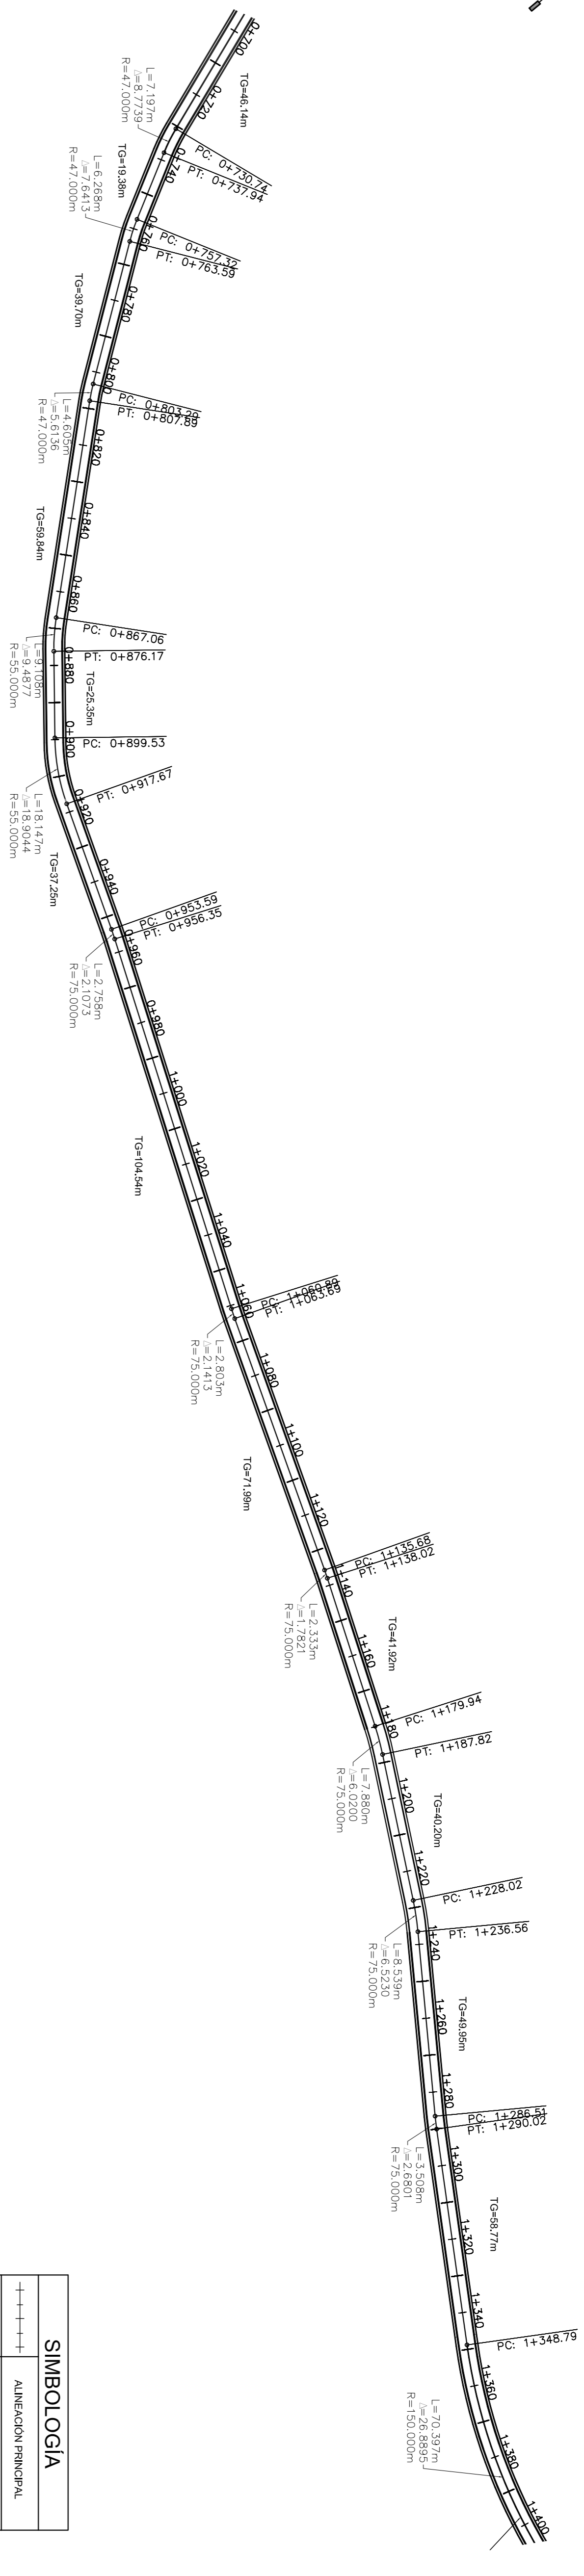 0+700
TG=46.14m
0+720
L=7.197m
△=8.7739
R=47.000m
PC: 0+730.74
PT: 0+737.94
0+740
TG=19.38m
L=6.268m
△=7.6413
R=47.000m
PC: 0+757.32
PT: 0+763.59
0+760
TG=39.70m
0+780
0+800
PC: 0+803.29
PT: 0+807.89
L=4.605m
△=5.6136
R=47.000m
0+820
TG=59.84m
0+840
0+860
PC: 0+867.06
PT: 0+876.17
L=9.108m
△=9.4877
R=55.000m
0+880
TG=25.35m
0+900
PC: 0+899.53
PT: 0+917.67
L=18.147m
△=18.9044
R=55.000m
0+920
TG=37.25m
0+940
PC: 0+953.59
PT: 0+956.35
0+960
L=2.758m
△=2.1073
R=75.000m
0+980
1+000
TG=104.54m
1+020
1+040
1+060
PC: 1+060.89
PT: 1+063.69
L=2.803m
△=2.1413
R=75.000m
1+080
1+100
TG=71.99m
1+120
PC: 1+135.68
PT: 1+138.02
1+140
L=2.333m
△=1.7821
R=75.000m
TG=41.92m
1+160
1+180
PC: 1+179.94
PT: 1+187.82
L=7.880m
△=6.0200
R=75.000m
1+200
TG=40.20m
1+220
PC: 1+228.02
PT: 1+236.56
1+240
L=8.539m
△=6.5230
R=75.000m
TG=49.95m
1+260
1+280
PC: 1+286.51
PT: 1+290.02
L=3.508m
△=2.6801
R=75.000m
1+300
TG=58.77m
1+320
1+340
PC: 1+348.79
1+360
L=70.397m
△=26.8895
R=150.000m
1+380
1+400
SIMBOLOGÍA
ALINEACIÓN PRINCIPAL